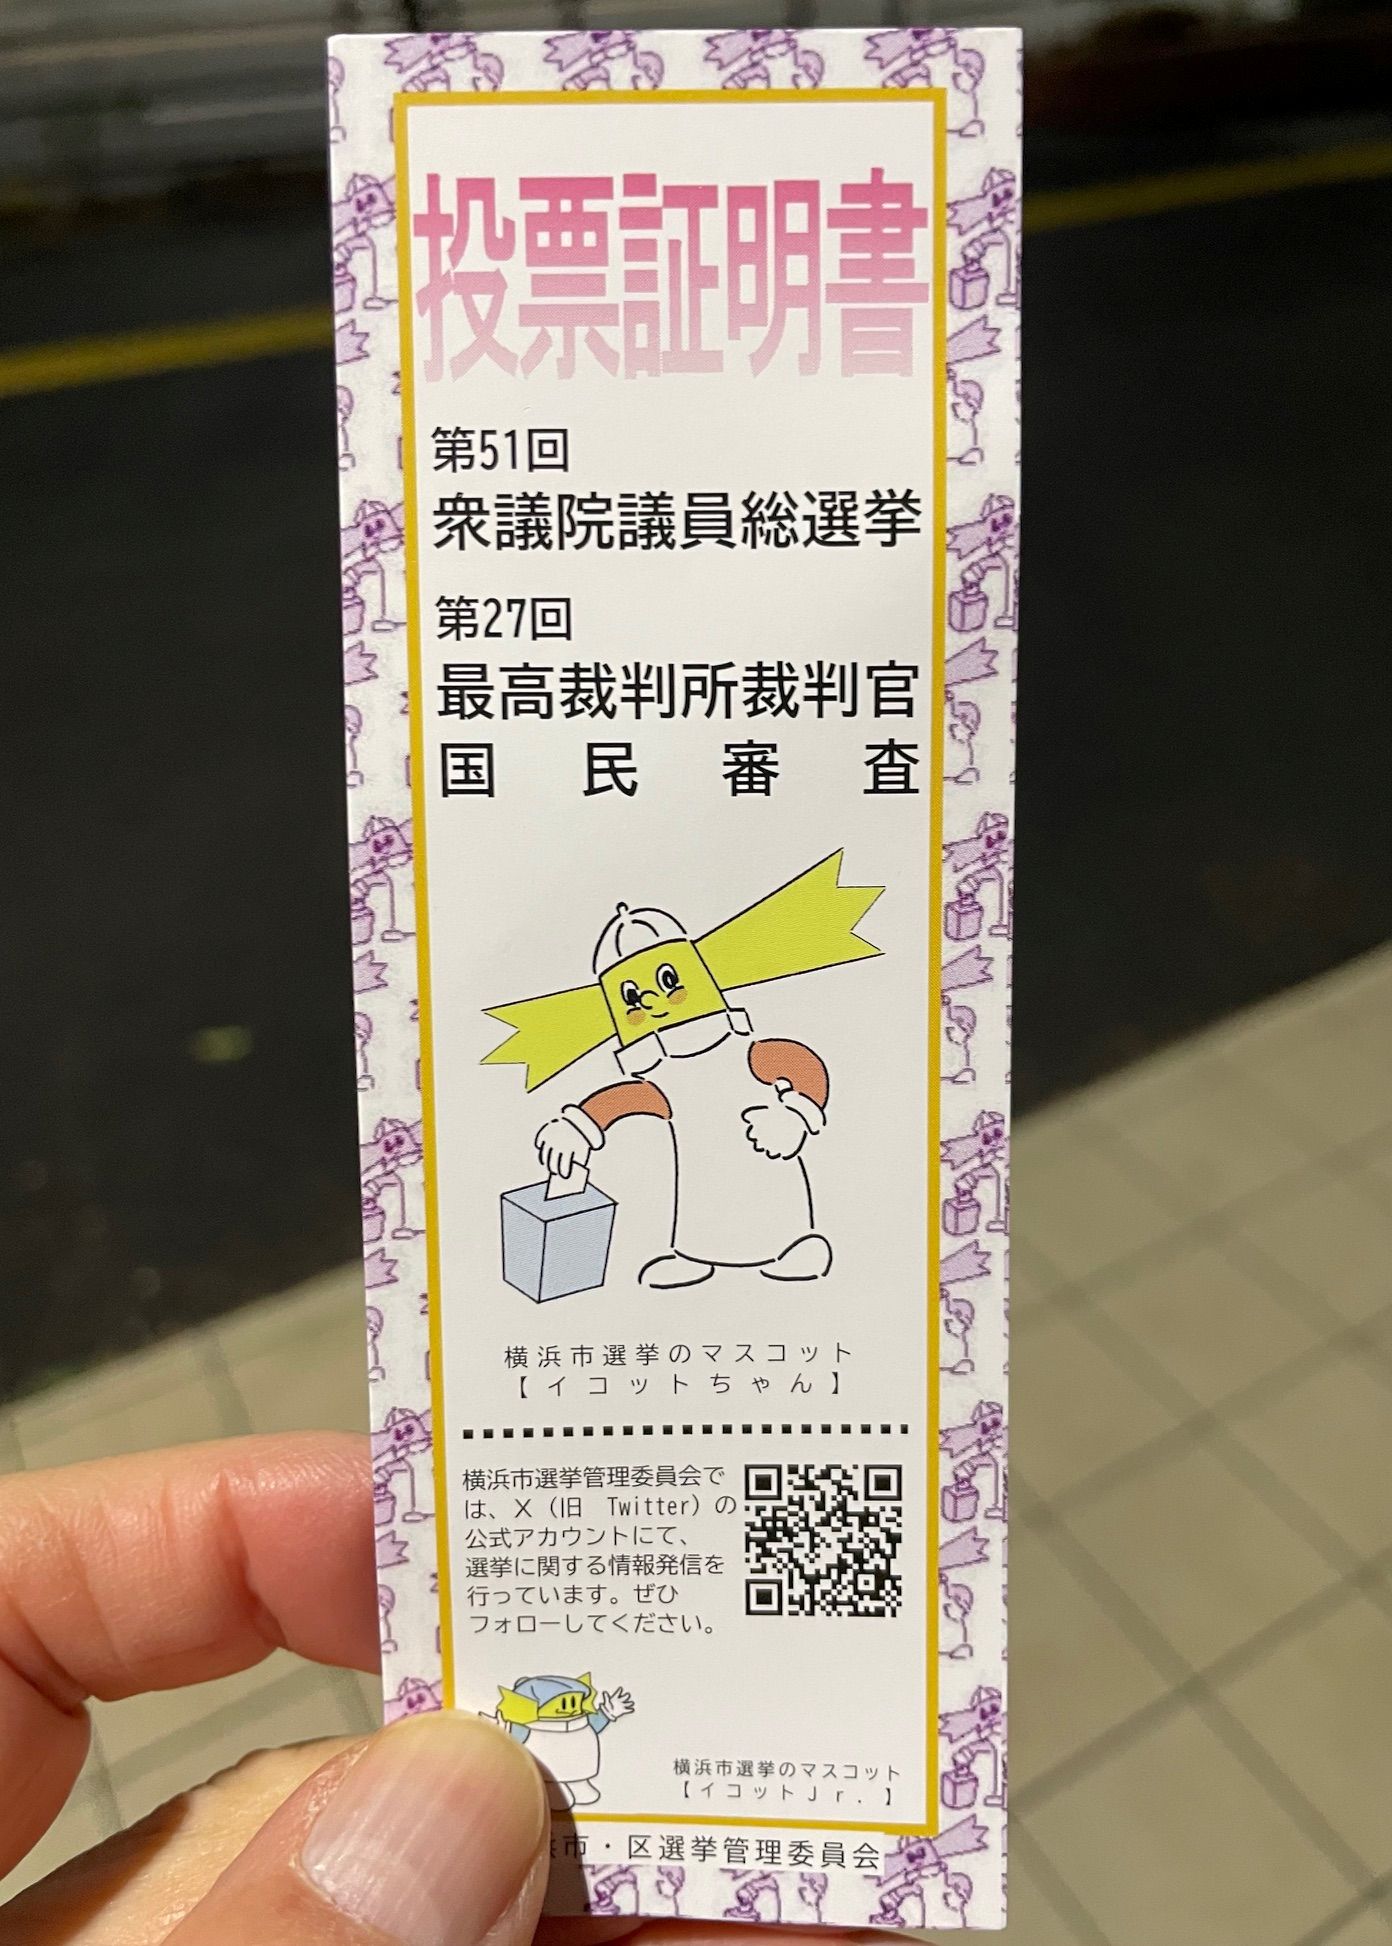 投票証明書
第51回
衆議院議員総選挙
第27回
最高裁判所裁判官
国民審査
横浜市選挙のマスコット
【イコットちゃん】
横浜市選挙管理委員会で
は、X（旧　Twitter）の
公式アカウントにて、
選挙に関する情報発信を
行っています。ぜひ
フォローしてください。
横浜市選挙のマスコット
【イコットJr.】
市・区選挙管理委員会